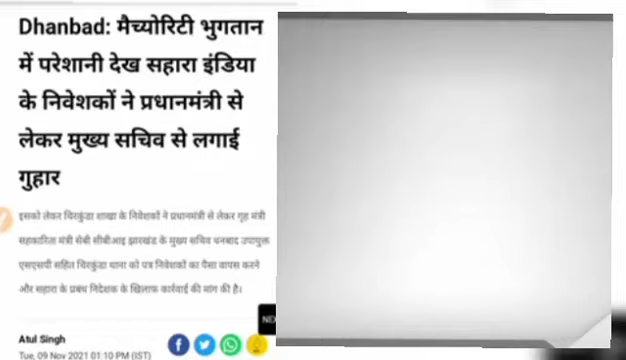 Dhanbad: मैच्योरिटी भुगतान
में परेशानी देख सहारा इंडिया
के निवेशकों ने प्रधानमंत्री से
लेकर मुख्य सचिव से लगाई
गुहार
इसको लेकर चिरकुंडा शाखा के निवेशकों ने प्रधानमंत्री से लेकर गृह मंत्री
सहकारिता मंत्री सेबी सीबीआइ झारखंड के मुख्य सचिव धनबाद उपायुक्त
एसएसपी सहित चिरकुंडा थाना को पत्र निवेशकों का पैसा वापस करने
और सहारा के प्रबंध निदेशक के खिलाफ कार्रवाई की मांग की है।
NEX
Atul Singh
Tue, 09 Nov 2021 01:10 PM (IST)